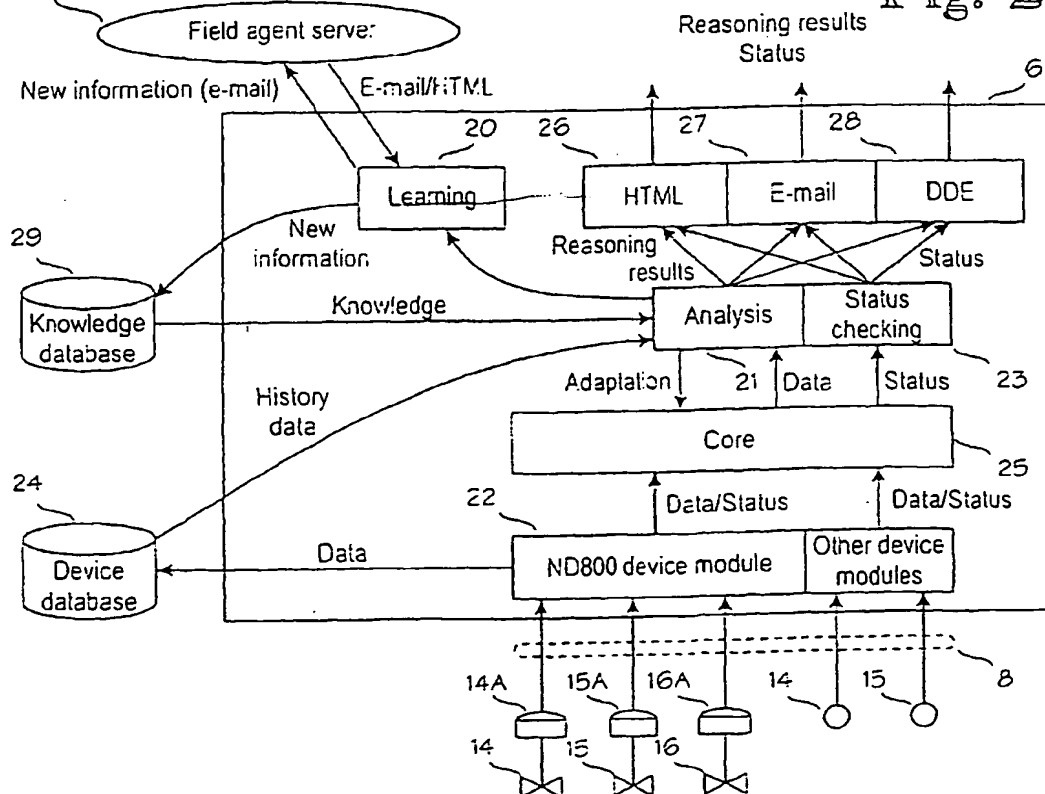 Fig. 2
Field agent server
Reasoning results
Status
New information (e-mail)
E-mail/HTML
6
20
26
27
28
Learning
HTML
E-mail
DDE
29
New
information
Reasoning
results
Status
Knowledge
Knowledge
database
Analysis
Status
checking
Adaptation
21
Data
Status
23
History
data
Core
25
24
22
Data/Status
Data/Status
Device
database
Data
ND800 device module
Other device
modules
8
14A
15A
16A
14
15
14
15
16